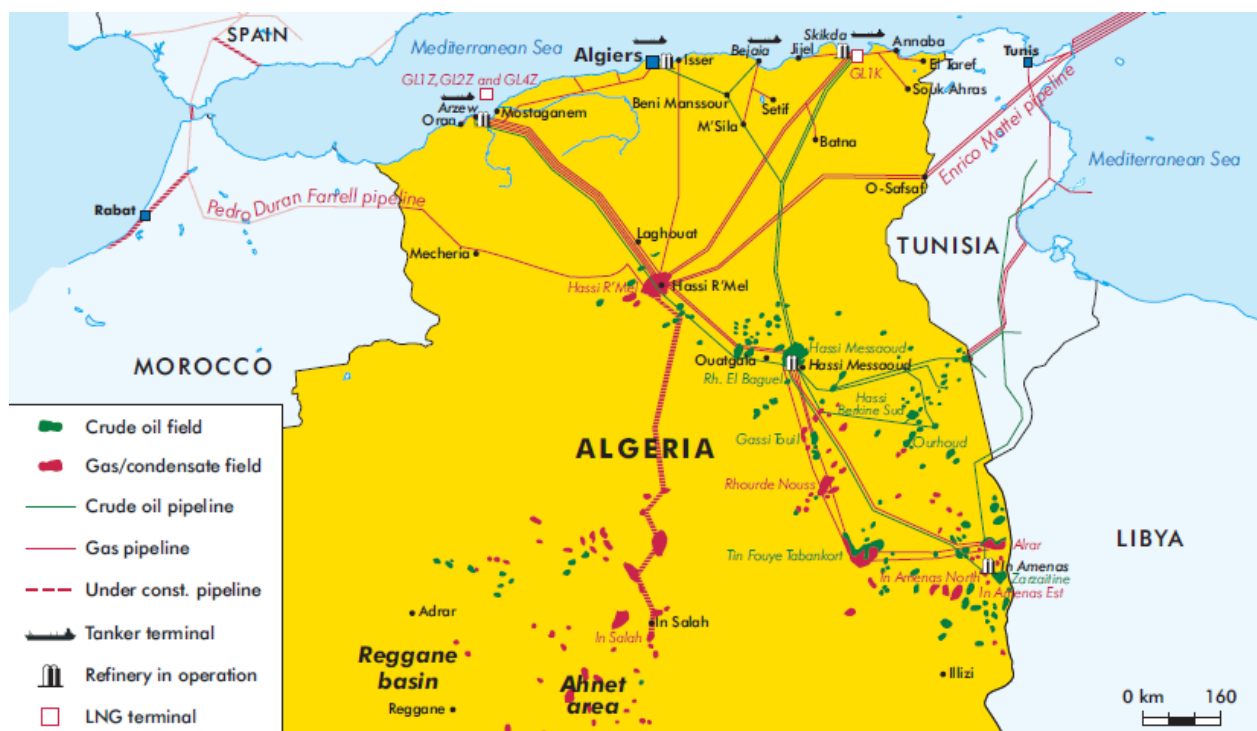 SPAIN
Mediterranean Sea
Algiers
Isser
Bejaia
Jijel
Skikda
Annaba
El Taref
Tunis
GL1Z, GL2Z and GL4Z
GL1K
Souk Ahras
Arzew
Mostaganem
Oran
Beni Manssour
Setif
M'Sila
Batna
Enrico Mattei pipeline
Mediterranean Sea
O-Safsaf
Rabat
Pedro Duran Farrell pipeline
Laghouat
TUNISIA
Mecheria
Hassi R'Mel
Hassi R'Mel
MOROCCO
Ouatgala
Hassi Messaoud
Hassi Messaoud
Rh. El Baguel
Hassi
Berkine Sud
ALGERIA
Gassi Touil
Ourhoud
Rhourde Nouss
LIBYA
Tin Fouye Tabankort
Alrar
In Amenas
In Amenas North
Zarzaitine
In Amenas Est
Adrar
In Salah
In Salah
Reggane
basin
Ahnet
area
Reggane
Illizi
Crude oil field
Gas/condensate field
Crude oil pipeline
Gas pipeline
Under const. pipeline
Tanker terminal
Refinery in operation
LNG terminal
0 km 160